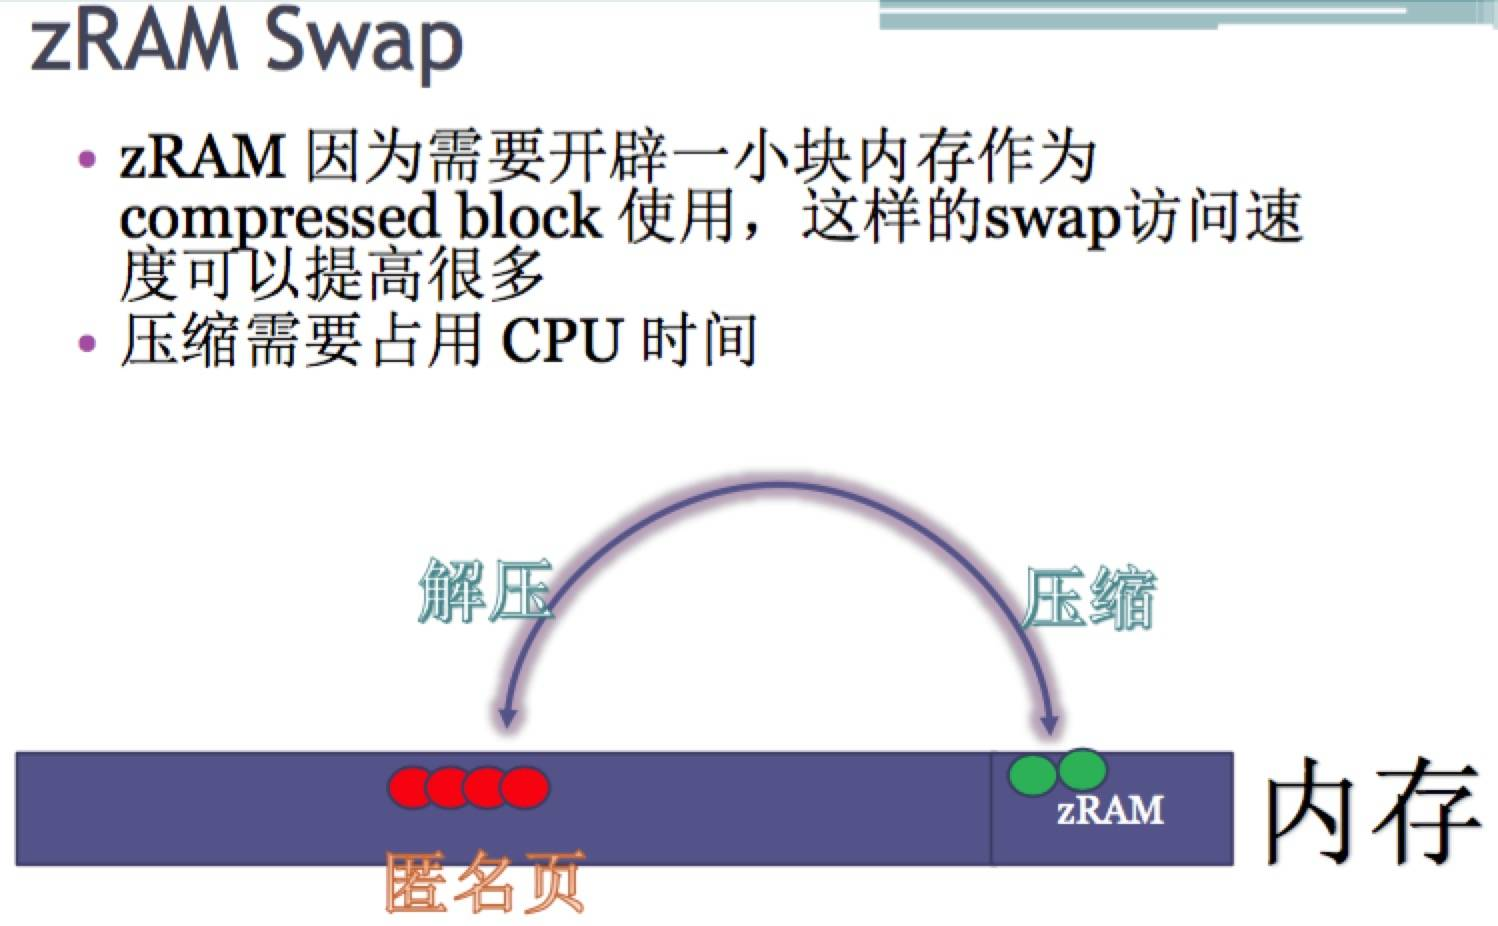 zRAM Swap
zRAM 因为需要开辟一小块内存作为
compressed block 使用，这样的swap访问速
度可以提高很多
压缩需要占用 CPU 时间
解压
压缩
zRAM
内存
匿名页